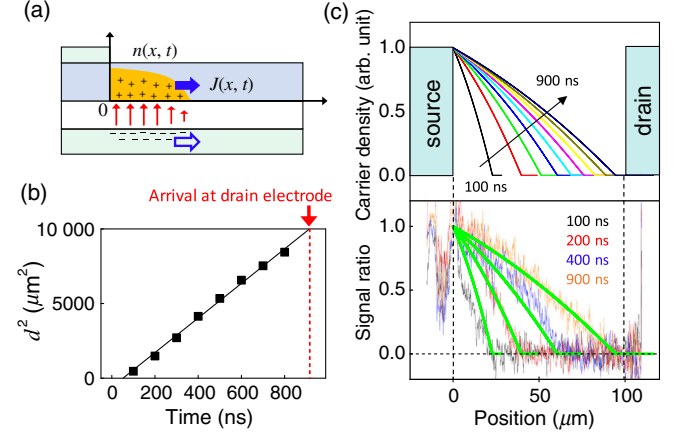 (a)
n(x, t)
J(x, t)
0
(b)
Arrival at drain electrode
10 000
5000
0
d² (μm²)
0 200 400 600 800
Time (ns)
(c)
Carrier density (arb. unit)
1.0
0.5
0.0
source
drain
900 ns
100 ns
Signal ratio
1.0
0.5
0.0
100 ns
200 ns
400 ns
900 ns
0 50 100
Position (μm)